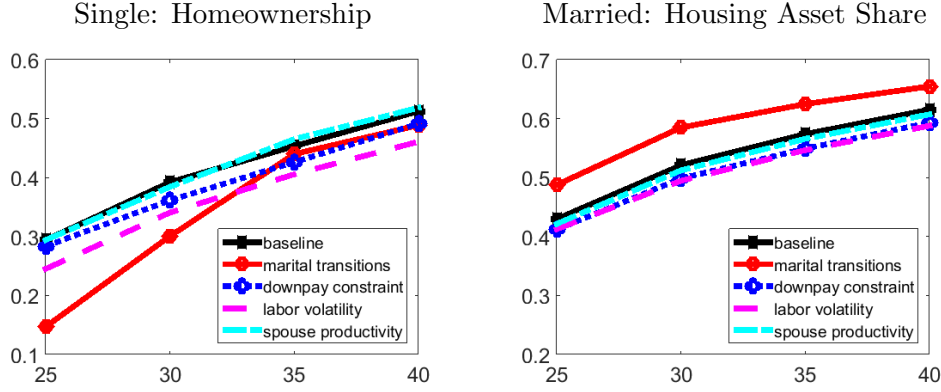 Single: Homeownership
0.6
0.5
0.4
0.3
0.2
0.1
25
30
35
40
baseline
marital transitions
downpay constraint
labor volatility
spouse productivity
Married: Housing Asset Share
0.7
0.6
0.5
0.4
0.3
0.2
25
30
35
40
baseline
marital transitions
downpay constraint
labor volatility
spouse productivity